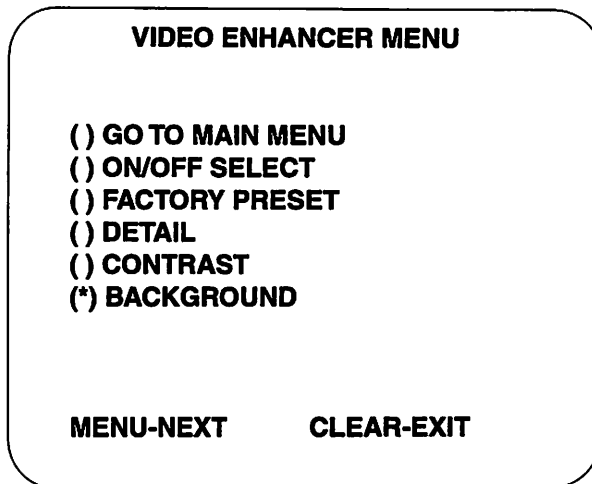 VIDEO ENHANCER MENU
( ) GO TO MAIN MENU
( ) ON/OFF SELECT
( ) FACTORY PRESET
( ) DETAIL
( ) CONTRAST
(*) BACKGROUND
MENU-NEXT CLEAR-EXIT